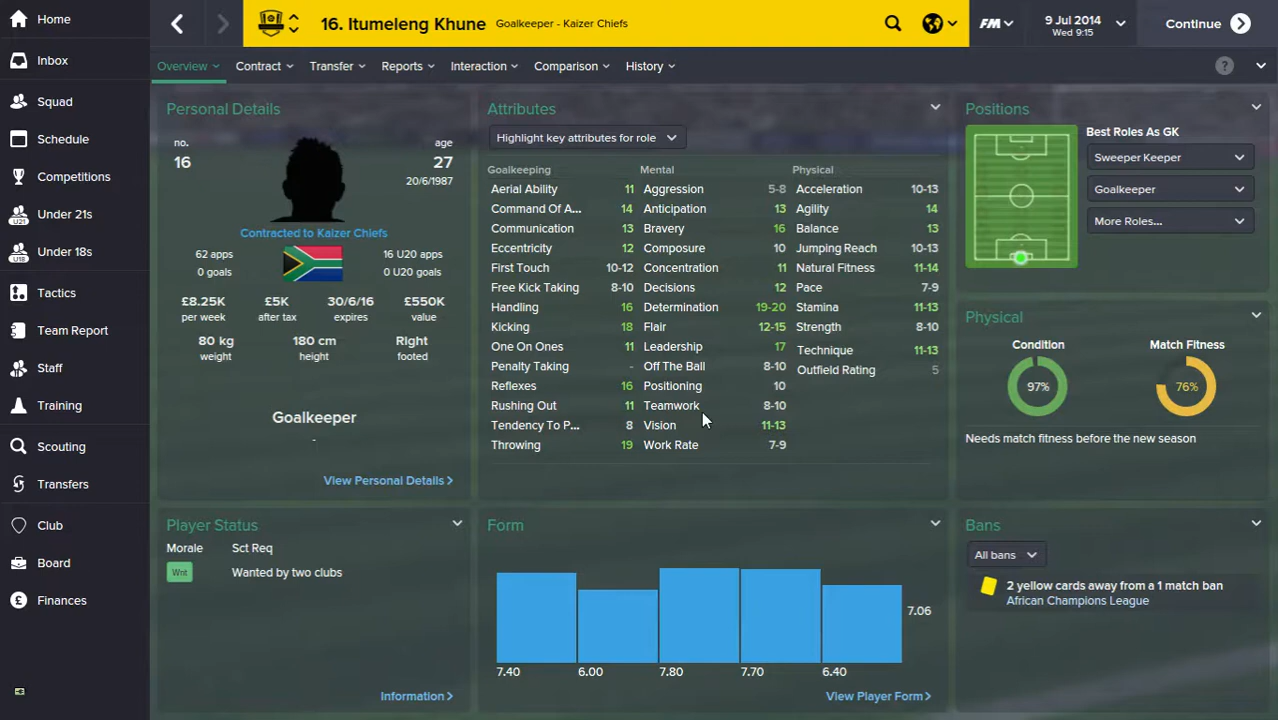 Home
Inbox
Squad
Schedule
Competitions
Under 21s
Under 18s
Tactics
Team Report
Staff
Training
Scouting
Transfers
Club
Board
Finances
16. Itumeleng Khune
Goalkeeper - Kaizer Chiefs
FM
9 Jul 2014
Wed 9:15
Continue
Overview
Contract
Transfer
Reports
Interaction
Comparison
History
?
Personal Details
no.
16
age
27
20/6/1987
Contracted to Kaizer Chiefs
62 apps
0 goals
16 U20 apps
0 U20 goals
£8.25K
per week
£5K
after tax
30/6/16
expires
£550K
value
80 kg
weight
180 cm
height
Right
footed
Goalkeeper
-
View Personal Details
Attributes
Highlight key attributes for role
Goalkeeping
Aerial Ability 11
Command Of A... 14
Communication 13
Eccentricity 12
First Touch 10-12
Free Kick Taking 8-10
Handling 16
Kicking 18
One On Ones 11
Penalty Taking -
Reflexes 16
Rushing Out 11
Tendency To P... 8
Throwing 19
Mental
Aggression 5-8
Anticipation 13
Bravery 16
Composure 10
Concentration 11
Decisions 12
Determination 19-20
Flair 12-15
Leadership 17
Off The Ball 8-10
Positioning 10
Teamwork 8-10
Vision 11-13
Work Rate 7-9
Physical
Acceleration 10-13
Agility 14
Balance 13
Jumping Reach 10-13
Natural Fitness 11-14
Pace 7-9
Stamina 11-13
Strength 8-10
Technique 11-13
Outfield Rating 5
Positions
Best Roles As GK
Sweeper Keeper
Goalkeeper
More Roles...
Physical
Condition
97%
Match Fitness
76%
Needs match fitness before the new season
Player Status
Morale
Sct Req
Wnt
Wanted by two clubs
Information
Form
7.06
7.40 6.00 7.80 7.70 6.40
View Player Form
Bans
All bans
2 yellow cards away from a 1 match ban
African Champions League